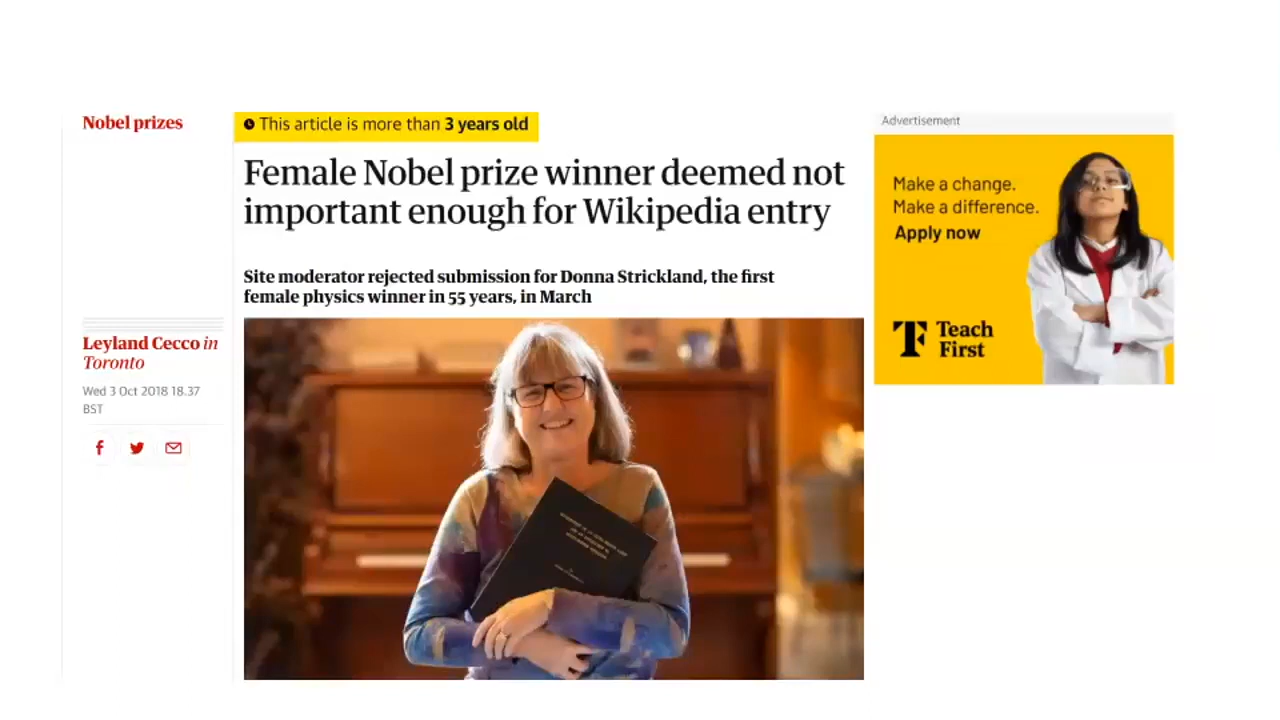 Nobel prizes
This article is more than 3 years old
Female Nobel prize winner deemed not
important enough for Wikipedia entry
Site moderator rejected submission for Donna Strickland, the first
female physics winner in 55 years, in March
Leyland Cecco in
Toronto
Wed 3 Oct 2018 18.37
BST
Advertisement
Make a change.
Make a difference.
Apply now
Teach
First